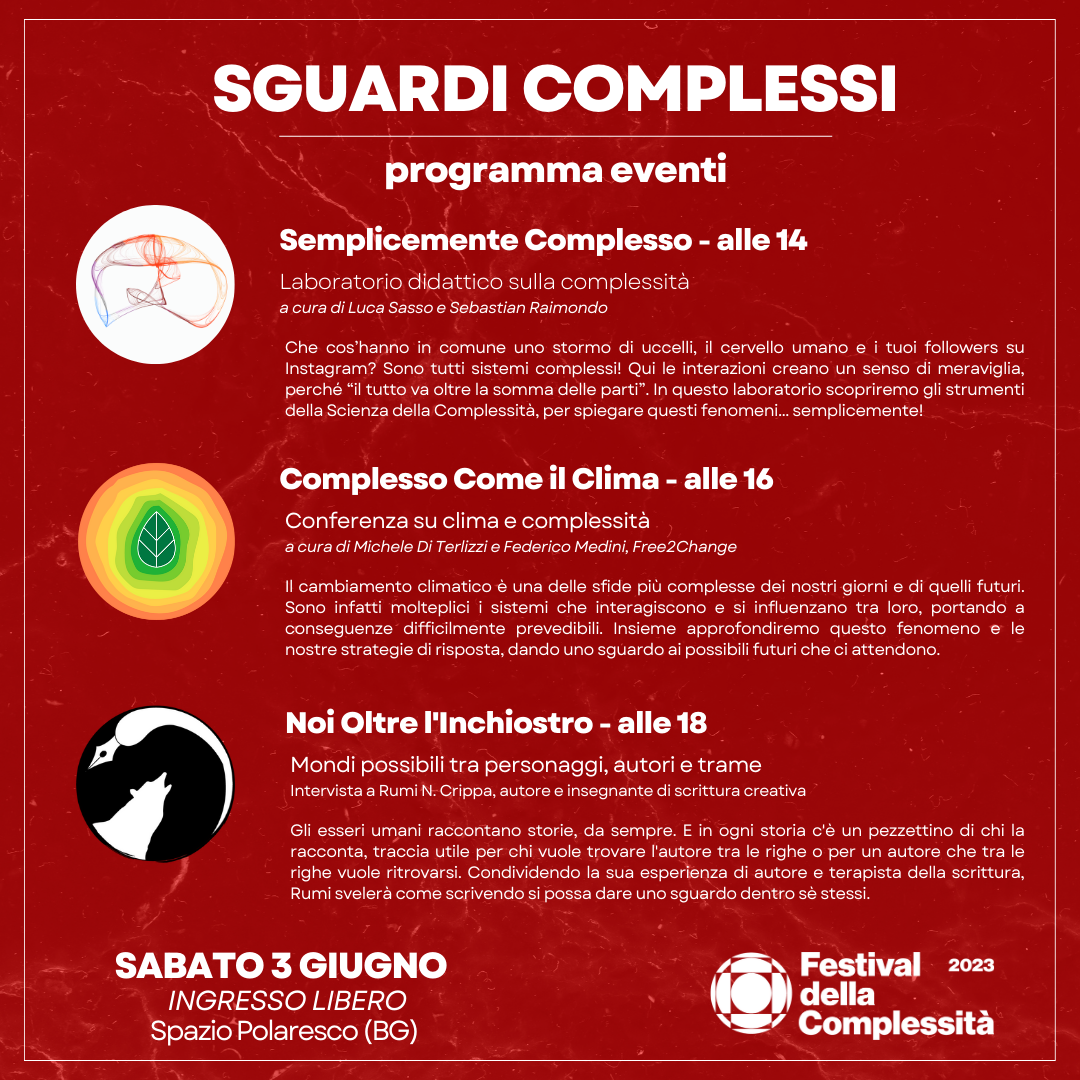 SGUARDI COMPLESSI
programma eventi
Semplicemente Complesso - alle 14
Laboratorio didattico sulla complessità
a cura di Luca Sasso e Sebastian Raimondo
Che cos’hanno in comune uno stormo di uccelli, il cervello umano e i tuoi followers su
Instagram? Sono tutti sistemi complessi! Qui le interazioni creano un senso di meraviglia,
perché “il tutto va oltre la somma delle parti”. In questo laboratorio scopriremo gli strumenti
della Scienza della Complessità, per spiegare questi fenomeni... semplicemente!
Complesso Come il Clima - alle 16
Conferenza su clima e complessità
a cura di Michele Di Terlizzi e Federico Medini, Free2Change
Il cambiamento climatico è una delle sfide più complesse dei nostri giorni e di quelli futuri.
Sono infatti molteplici i sistemi che interagiscono e si influenzano tra loro, portando a
conseguenze difficilmente prevedibili. Insieme approfondiremo questo fenomeno e le
nostre strategie di risposta, dando uno sguardo ai possibili futuri che ci attendono.
Noi Oltre l'Inchiostro - alle 18
Mondi possibili tra personaggi, autori e trame
Intervista a Rumi N. Crippa, autore e insegnante di scrittura creativa
Gli esseri umani raccontano storie, da sempre. E in ogni storia c'è un pezzettino di chi la
racconta, traccia utile per chi vuole trovare l'autore tra le righe o per un autore che tra le
righe vuole ritrovarsi. Condividendo la sua esperienza di autore e terapista della scrittura,
Rumi svelerà come scrivendo si possa dare uno sguardo dentro sè stessi.
SABATO 3 GIUGNO
INGRESSO LIBERO
Spazio Polaresco (BG)
Festival 2023
della
Complessità